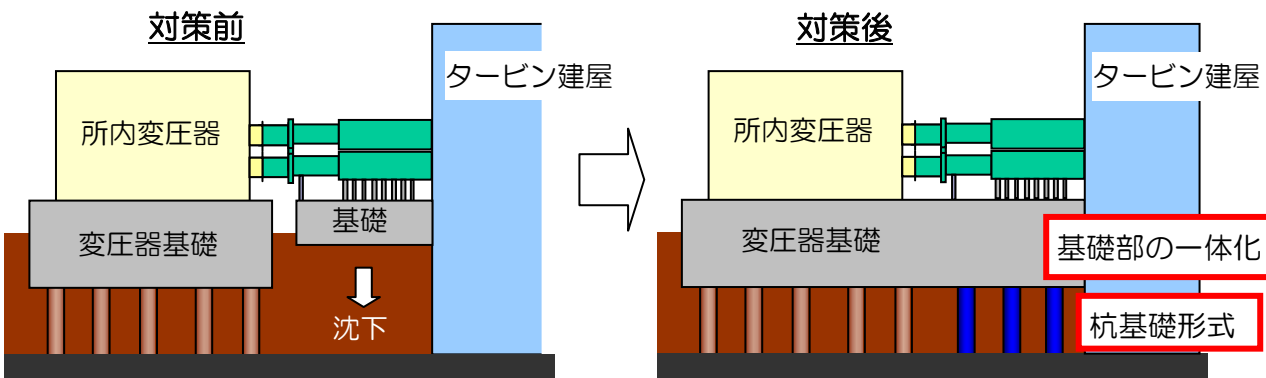 対策前
タービン建屋
所内変圧器
基礎
変圧器基礎
沈下
対策後
タービン建屋
所内変圧器
変圧器基礎
基礎部の一体化
杭基礎形式